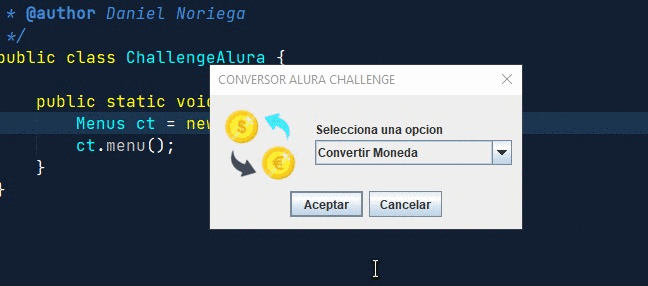 * @author Daniel Noriega
*/
public class ChallengeAlura {
public static voi
Menus ct = new
ct.menu();
}
}
CONVERSOR ALURA CHALLENGE
$
€
Selecciona una opcion
Convertir Moneda
Aceptar
Cancelar